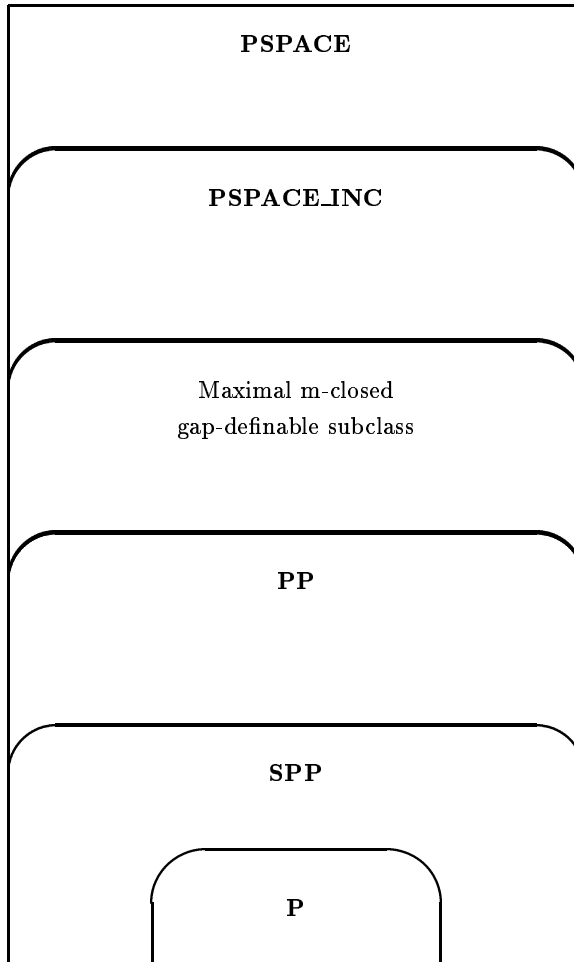 PSPACE
PSPACE_INC
Maximal m-closed
gap-definable subclass
PP
SPP
P